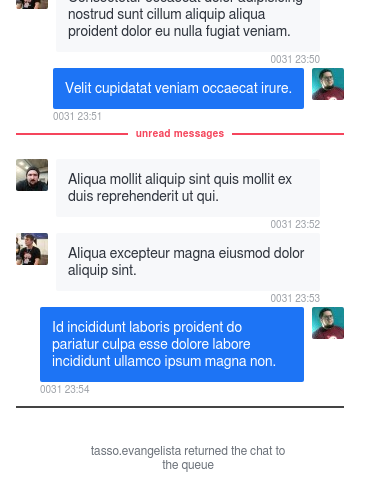 nostrud sunt cillum aliquip aliqua
proident dolor eu nulla fugiat veniam.
0031 23:50
Velit cupidatat veniam occaecat irure.
0031 23:51
unread messages
Aliqua mollit aliquip sint quis mollit ex
duis reprehenderit ut qui.
0031 23:52
Aliqua excepteur magna eiusmod dolor
aliquip sint.
0031 23:53
Id incididunt laboris proident do
pariatur culpa esse dolore labore
incididunt ullamco ipsum magna non.
0031 23:54
tasso.evangelista returned the chat to
the queue